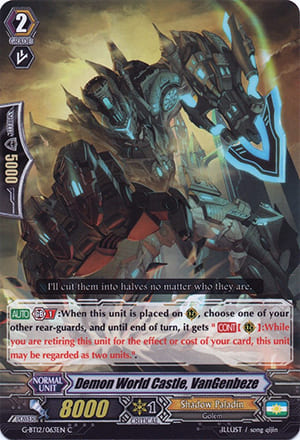 2
GRADE
5000
I'll cut them into halves no matter who they are.
AUTO GB 1 :When this unit is placed on R, choose one of your
other rear-guards, and until end of turn, it gets " CONT [R]:While
you are retiring this unit for the effect or cost of your card, this unit
may be regarded as two units.".
NORMAL
UNIT
Demon World Castle, VanGenbeze
POWER
8000
1
CRITICAL
Shadow Paladin
Golem
G-BT12/063EN C
ILLUST / song qijin